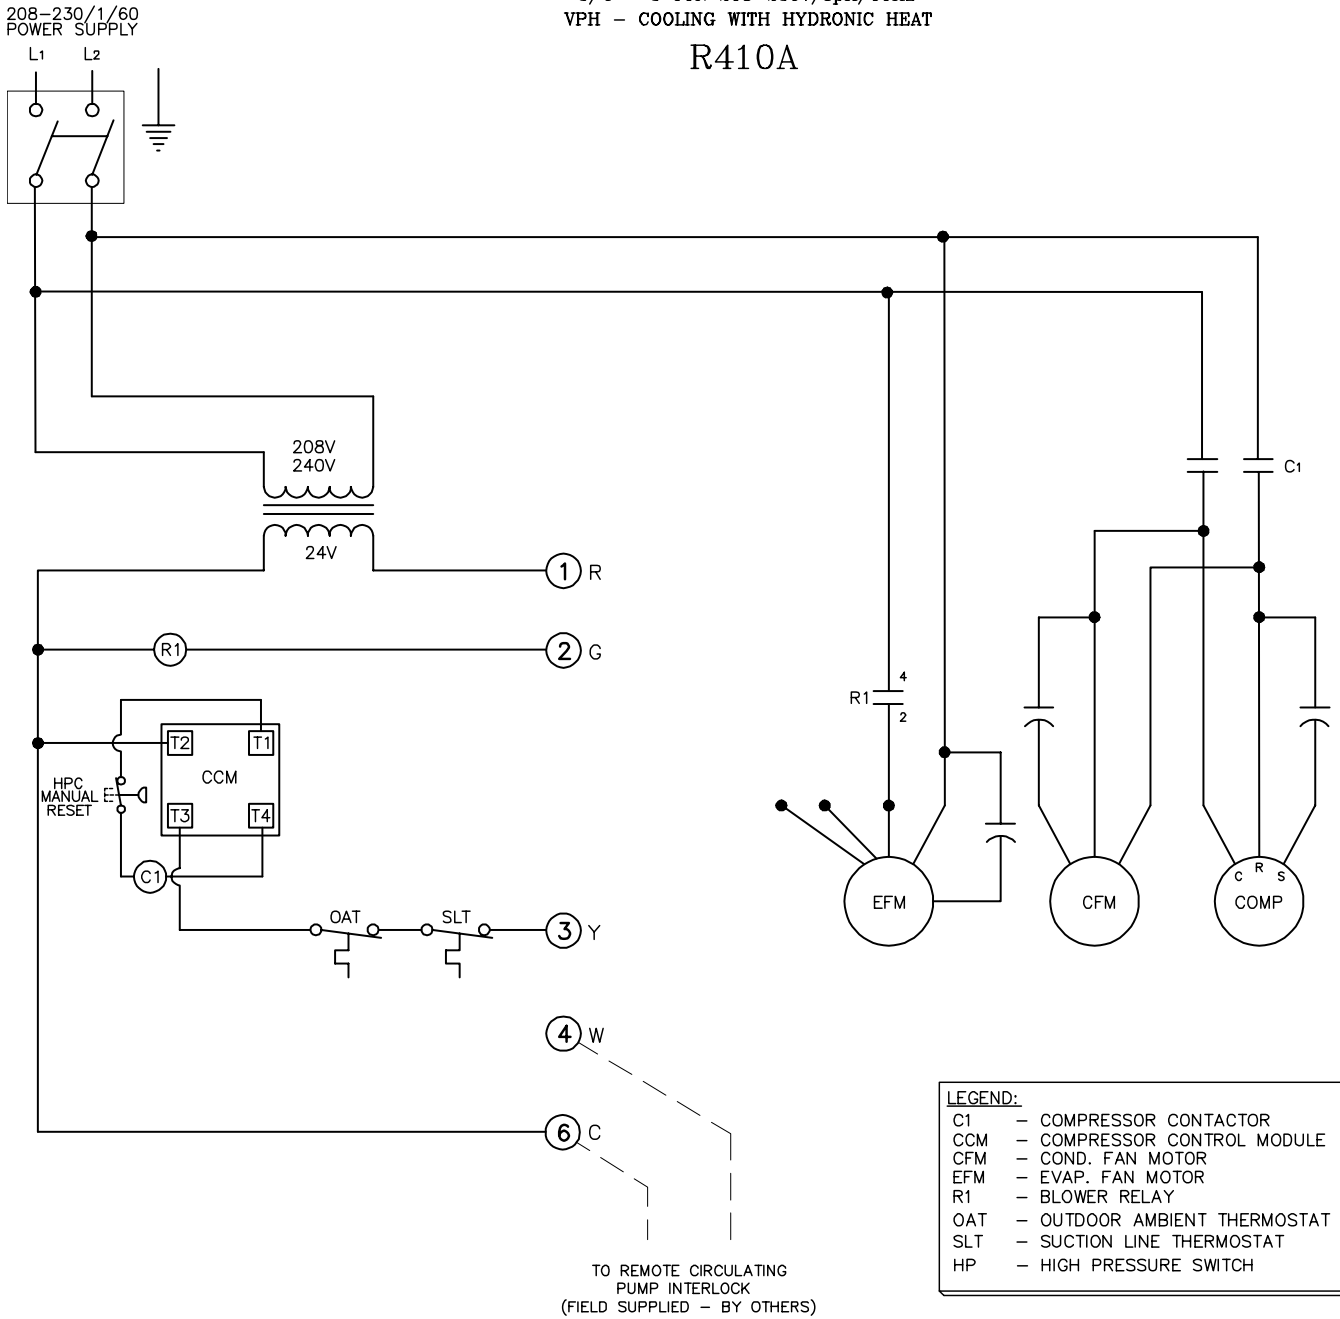 208-230/1/60
POWER SUPPLY
L1 L2
VPH - COOLING WITH HYDRONIC HEAT
R410A
208V
240V
24V
C1
1 R
R1
2 G
R1
4
2
T2 T1
CCM
T3 T4
HPC
MANUAL
RESET
C1
OAT
SLT
3 Y
EFM
CFM
C R S
COMP
4 W
6 C
TO REMOTE CIRCULATING
PUMP INTERLOCK
(FIELD SUPPLIED - BY OTHERS)
LEGEND:
C1 - COMPRESSOR CONTACTOR
CCM - COMPRESSOR CONTROL MODULE
CFM - COND. FAN MOTOR
EFM - EVAP. FAN MOTOR
R1 - BLOWER RELAY
OAT - OUTDOOR AMBIENT THERMOSTAT
SLT - SUCTION LINE THERMOSTAT
HP - HIGH PRESSURE SWITCH